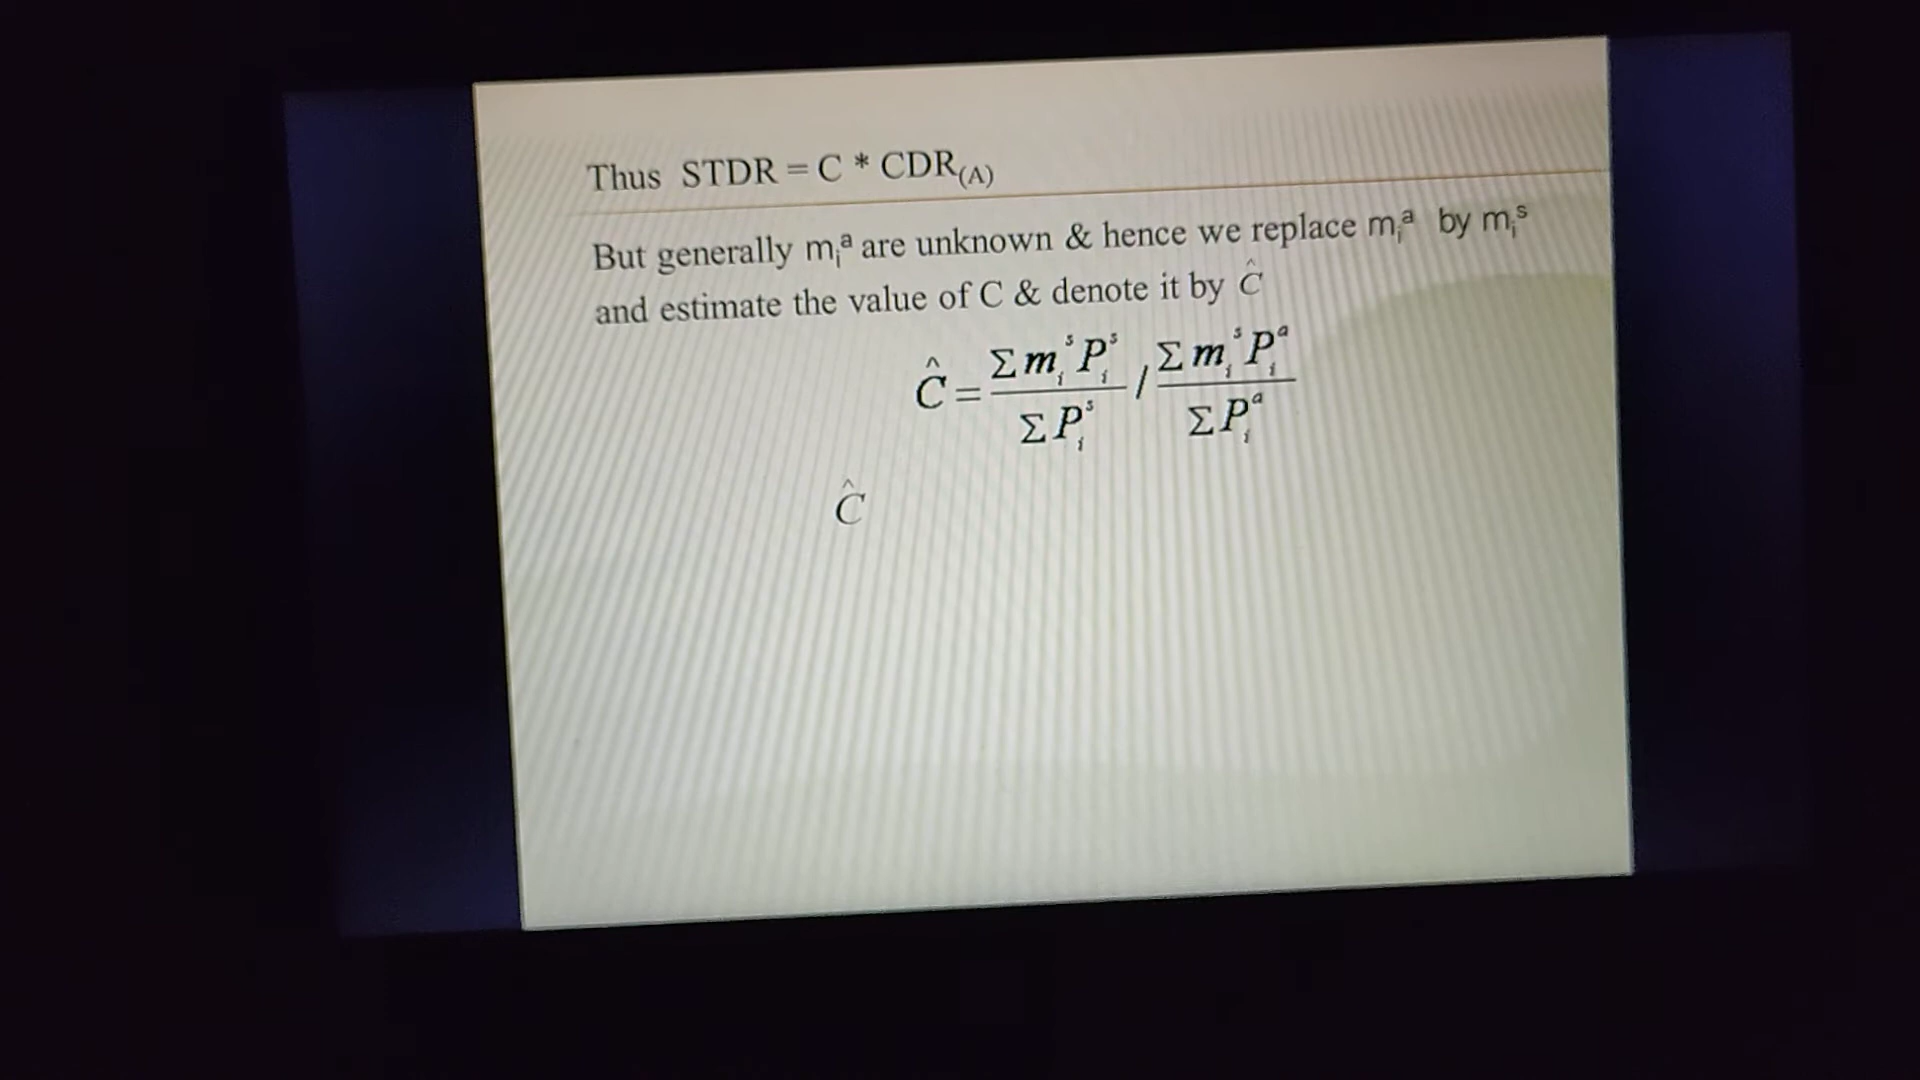 Thus STDR = C * CDR(A)
But generally mᵢᵃ are unknown & hence we replace mᵢᵃ by mᵢˢ
and estimate the value of C & denote it by Ĉ
Ĉ = Σmᵢˢ Pᵢˢ / ΣPᵢˢ / Σmᵢˢ Pᵢᵃ / ΣPᵢᵃ
Ĉ